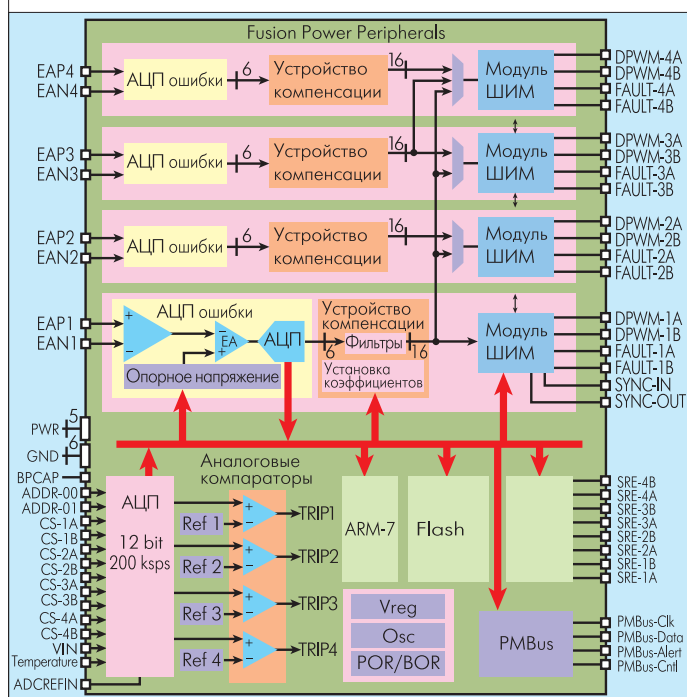 Fusion Power Peripherals
EAP4
EAN4
АЦП ошибки
6
Устройство
компенсации
16
Модуль
ШИМ
DPWM-4A
DPWM-4B
FAULT-4A
FAULT-4B
EAP3
EAN3
АЦП ошибки
6
Устройство
компенсации
16
Модуль
ШИМ
DPWM-3A
DPWM-3B
FAULT-3A
FAULT-3B
EAP2
EAN2
АЦП ошибки
6
Устройство
компенсации
16
Модуль
ШИМ
DPWM-2A
DPWM-2B
FAULT-2A
FAULT-2B
EAP1
EAN1
АЦП ошибки
+
−
−
+
EA
АЦП
Опорное напряжение
6
Устройство
компенсации
Фильтры
16
Установка
коэффициентов
Модуль
ШИМ
DPWM-1A
DPWM-1B
FAULT-1A
FAULT-1B
SYNC-IN
SYNC-OUT
PWR
5
GND
6
BPCAP
ADDR-00
ADDR-01
CS-1A
CS-1B
CS-2A
CS-2B
CS-3A
CS-3B
CS-4A
CS-4B
VIN
Temperature
ADCREFIN
АЦП
12 bit
200 ksps
Аналоговые
компараторы
Ref 1
+
−
TRIP1
Ref 2
+
−
TRIP2
Ref 3
+
−
TRIP3
Ref 4
+
−
TRIP4
ARM-7
Flash
Vreg
Osc
POR/BOR
PMBus
SRE-4B
SRE-4A
SRE-3B
SRE-3A
SRE-2B
SRE-2A
SRE-1B
SRE-1A
PMBus-Clk
PMBus-Data
PMBus-Alert
PMBus-Cntl